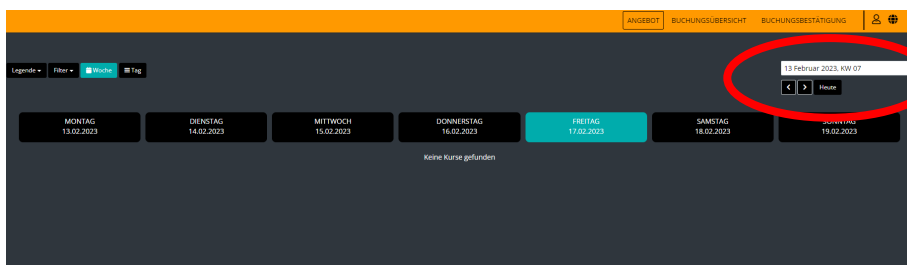 ANGEBOT BUCHUNGSÜBERSICHT BUCHUNGSBESTÄTIGUNG
13 Februar 2023, KW 07
Legende Filter Woche Tag
< > Heute
MONTAG DIENSTAG MITTWOCH DONNERSTAG FREITAG SAMSTAG SONNTAG
13.02.2023 14.02.2023 15.02.2023 16.02.2023 17.02.2023 18.02.2023 19.02.2023
Keine Kurse gefunden